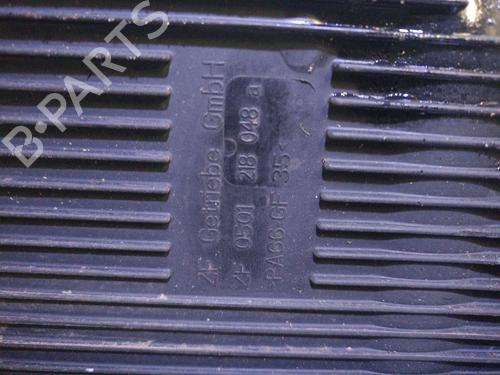 B-PARTS
ZF Getriebe GmbH
ZF 0501 218 048 a
PA66-GF 35<